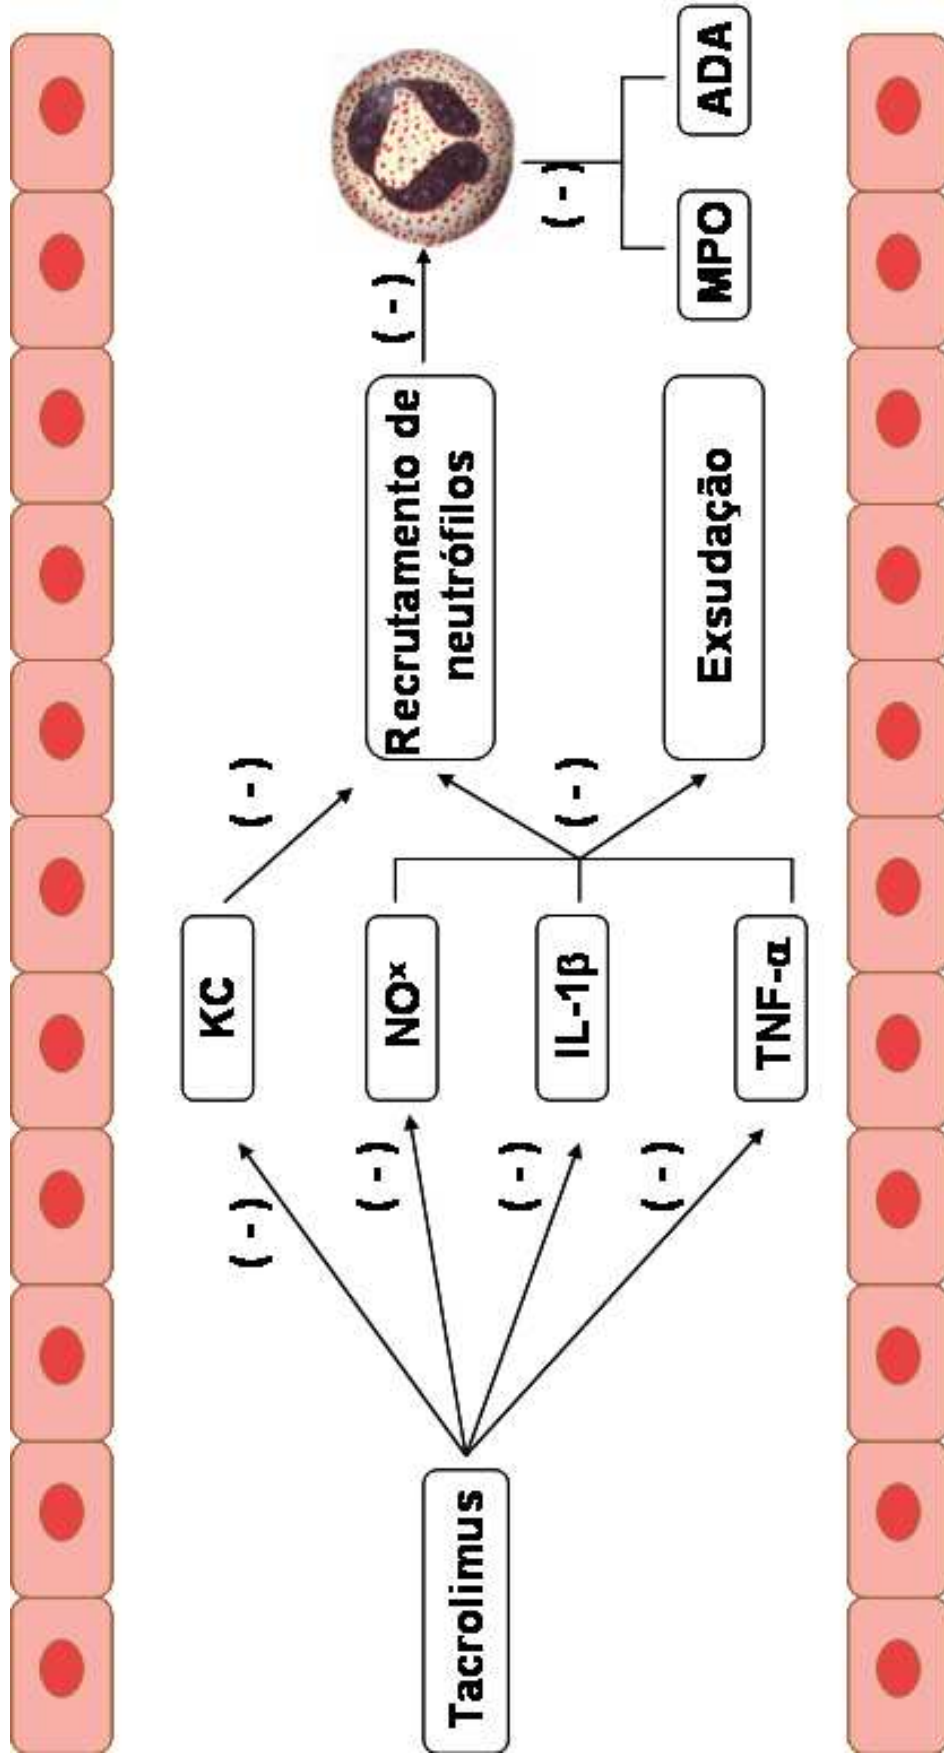 Tacrolimus
( - )
( - )
( - )
( - )
KC
NOˣ
IL-1β
TNF-α
( - )
( - )
Recrutamento de
neutrófilos
Exsudação
( - )
( - )
MPO
ADA